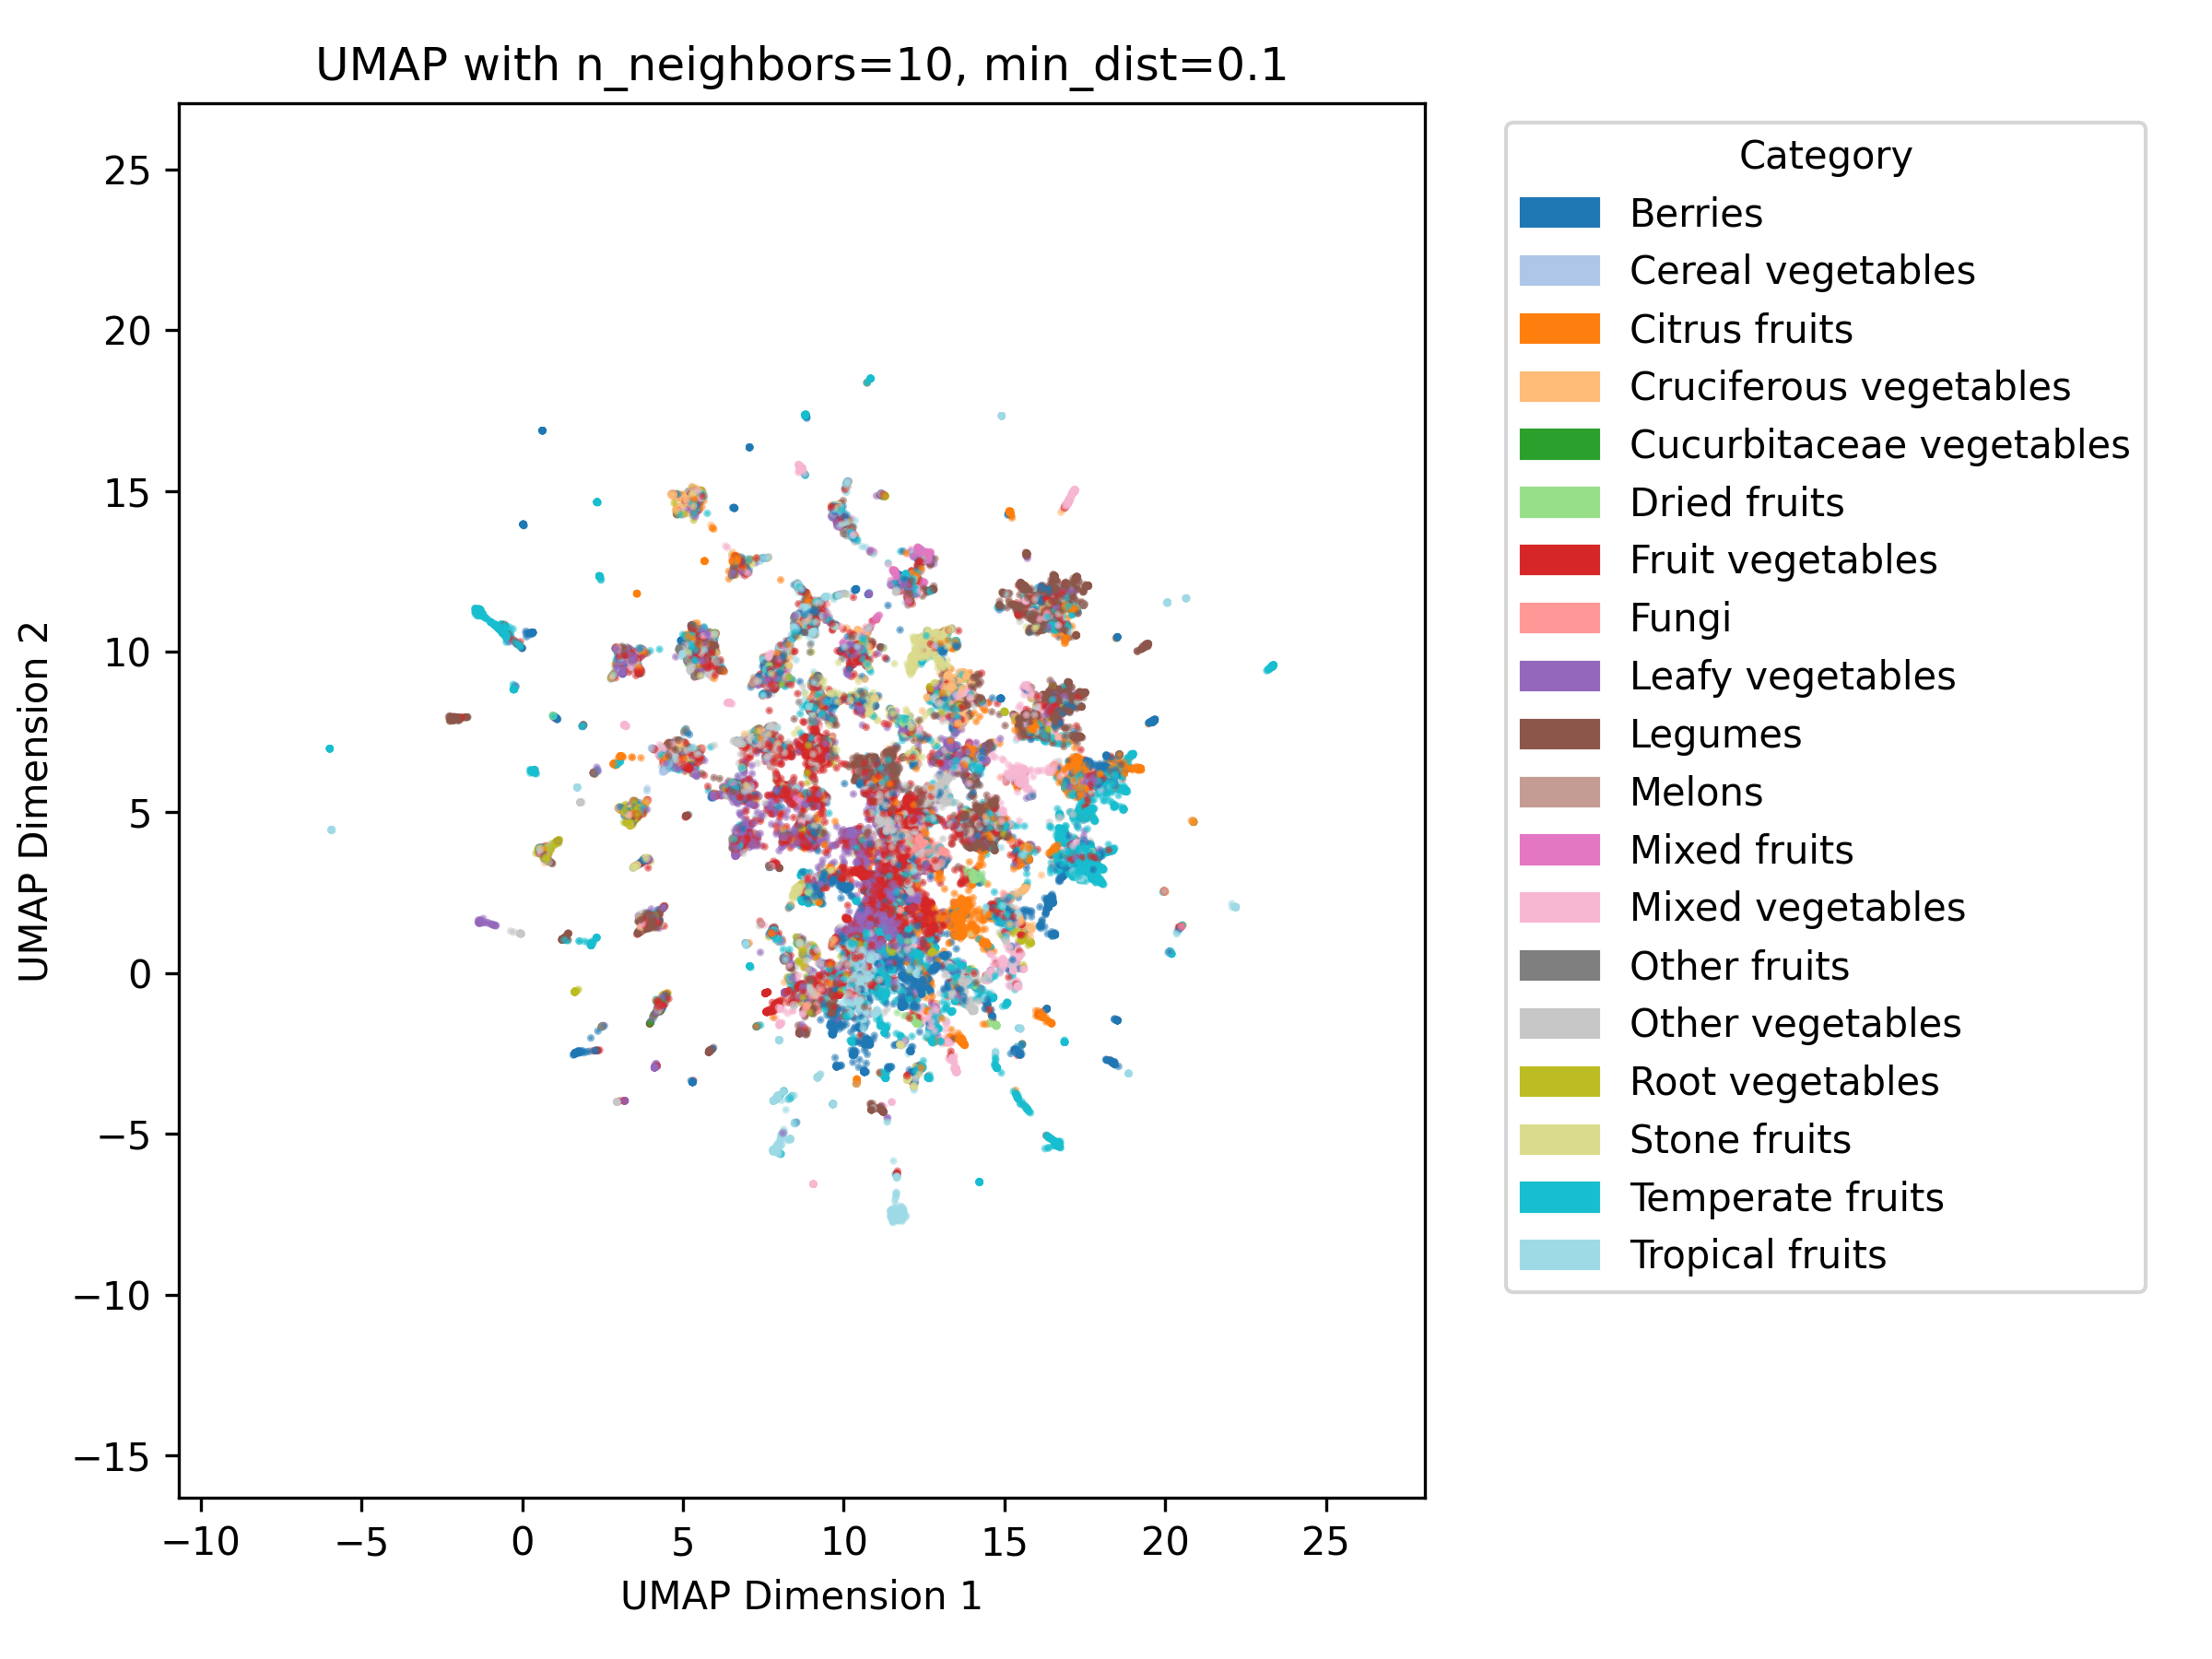 UMAP with n_neighbors=10, min_dist=0.1
UMAP Dimension 2
25
20
15
10
5
0
−5
−10
−15
−10
−5
0
5
10
15
20
25
UMAP Dimension 1
Category
Berries
Cereal vegetables
Citrus fruits
Cruciferous vegetables
Cucurbitaceae vegetables
Dried fruits
Fruit vegetables
Fungi
Leafy vegetables
Legumes
Melons
Mixed fruits
Mixed vegetables
Other fruits
Other vegetables
Root vegetables
Stone fruits
Temperate fruits
Tropical fruits